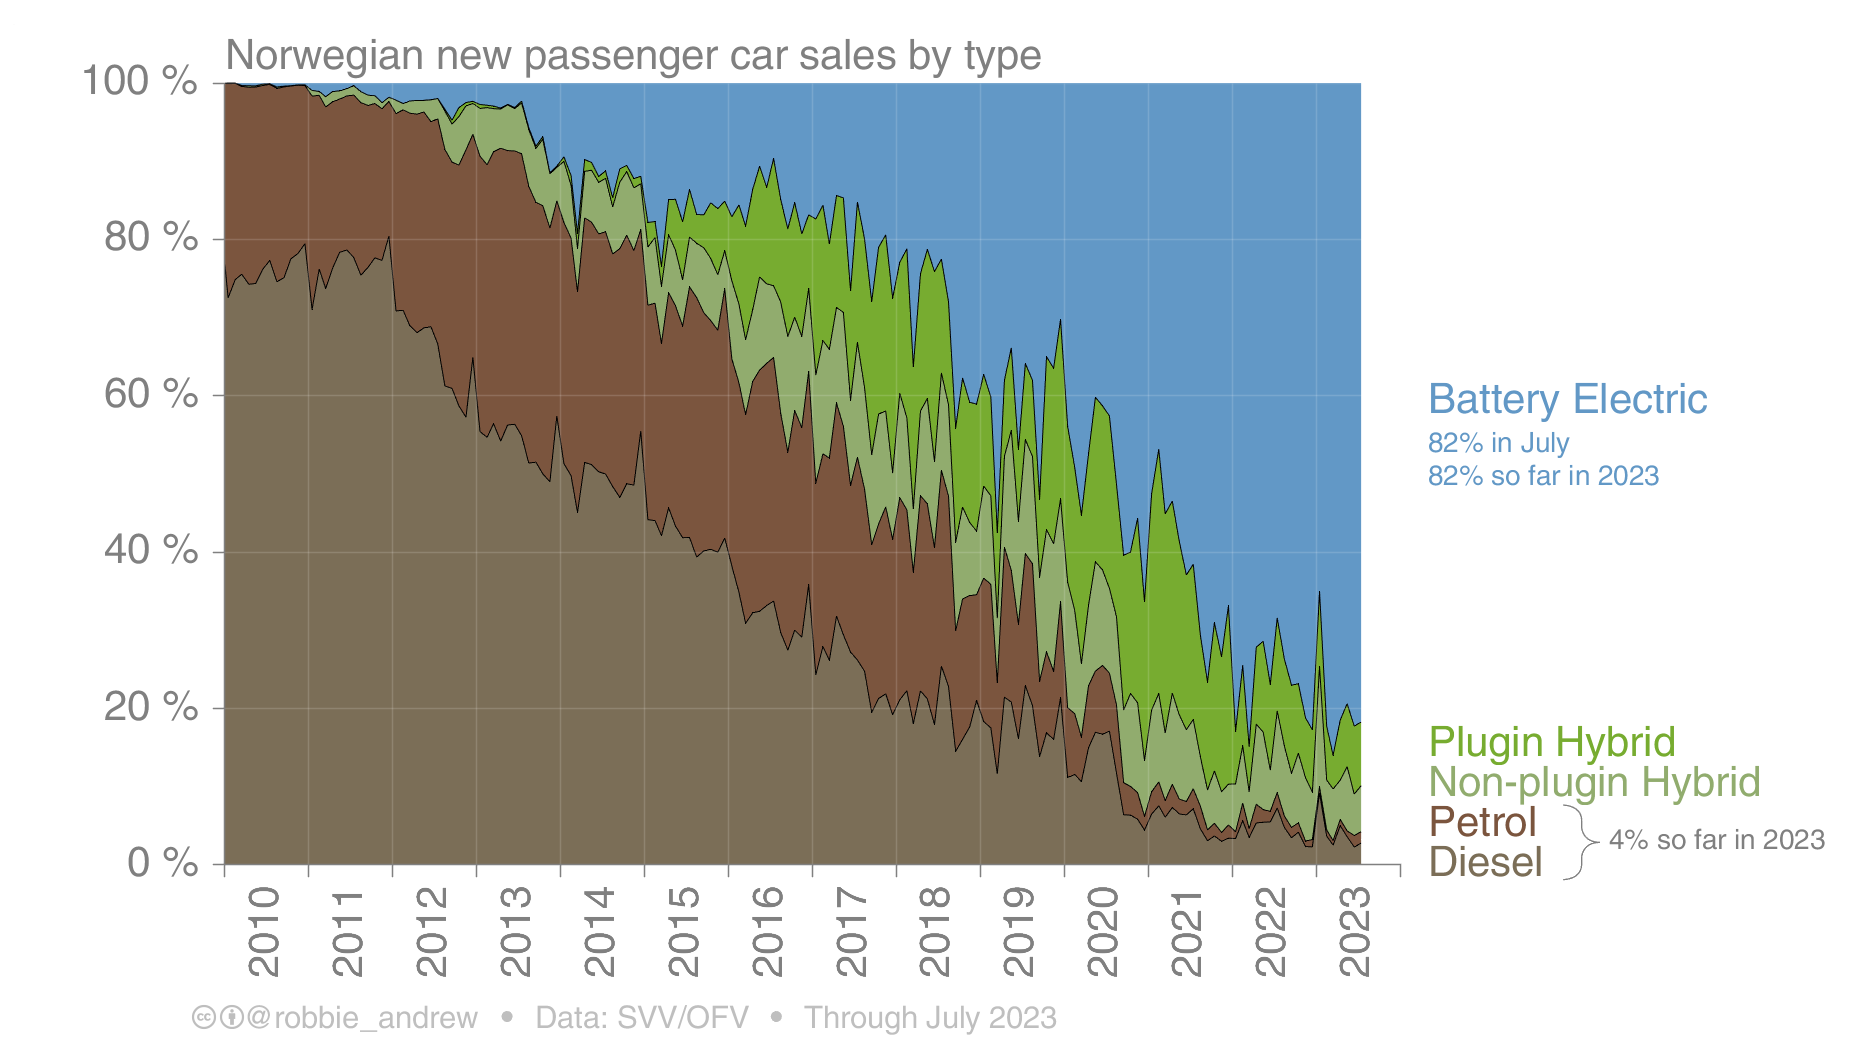 Norwegian new passenger car sales by type
100 %
80 %
60 %
40 %
20 %
0 %
2010
2011
2012
2013
2014
2015
2016
2017
2018
2019
2020
2021
2022
2023
Battery Electric
82% in July
82% so far in 2023
Plugin Hybrid
Non-plugin Hybrid
Petrol
Diesel
4% so far in 2023
cc @robbie_andrew • Data: SVV/OFV • Through July 2023